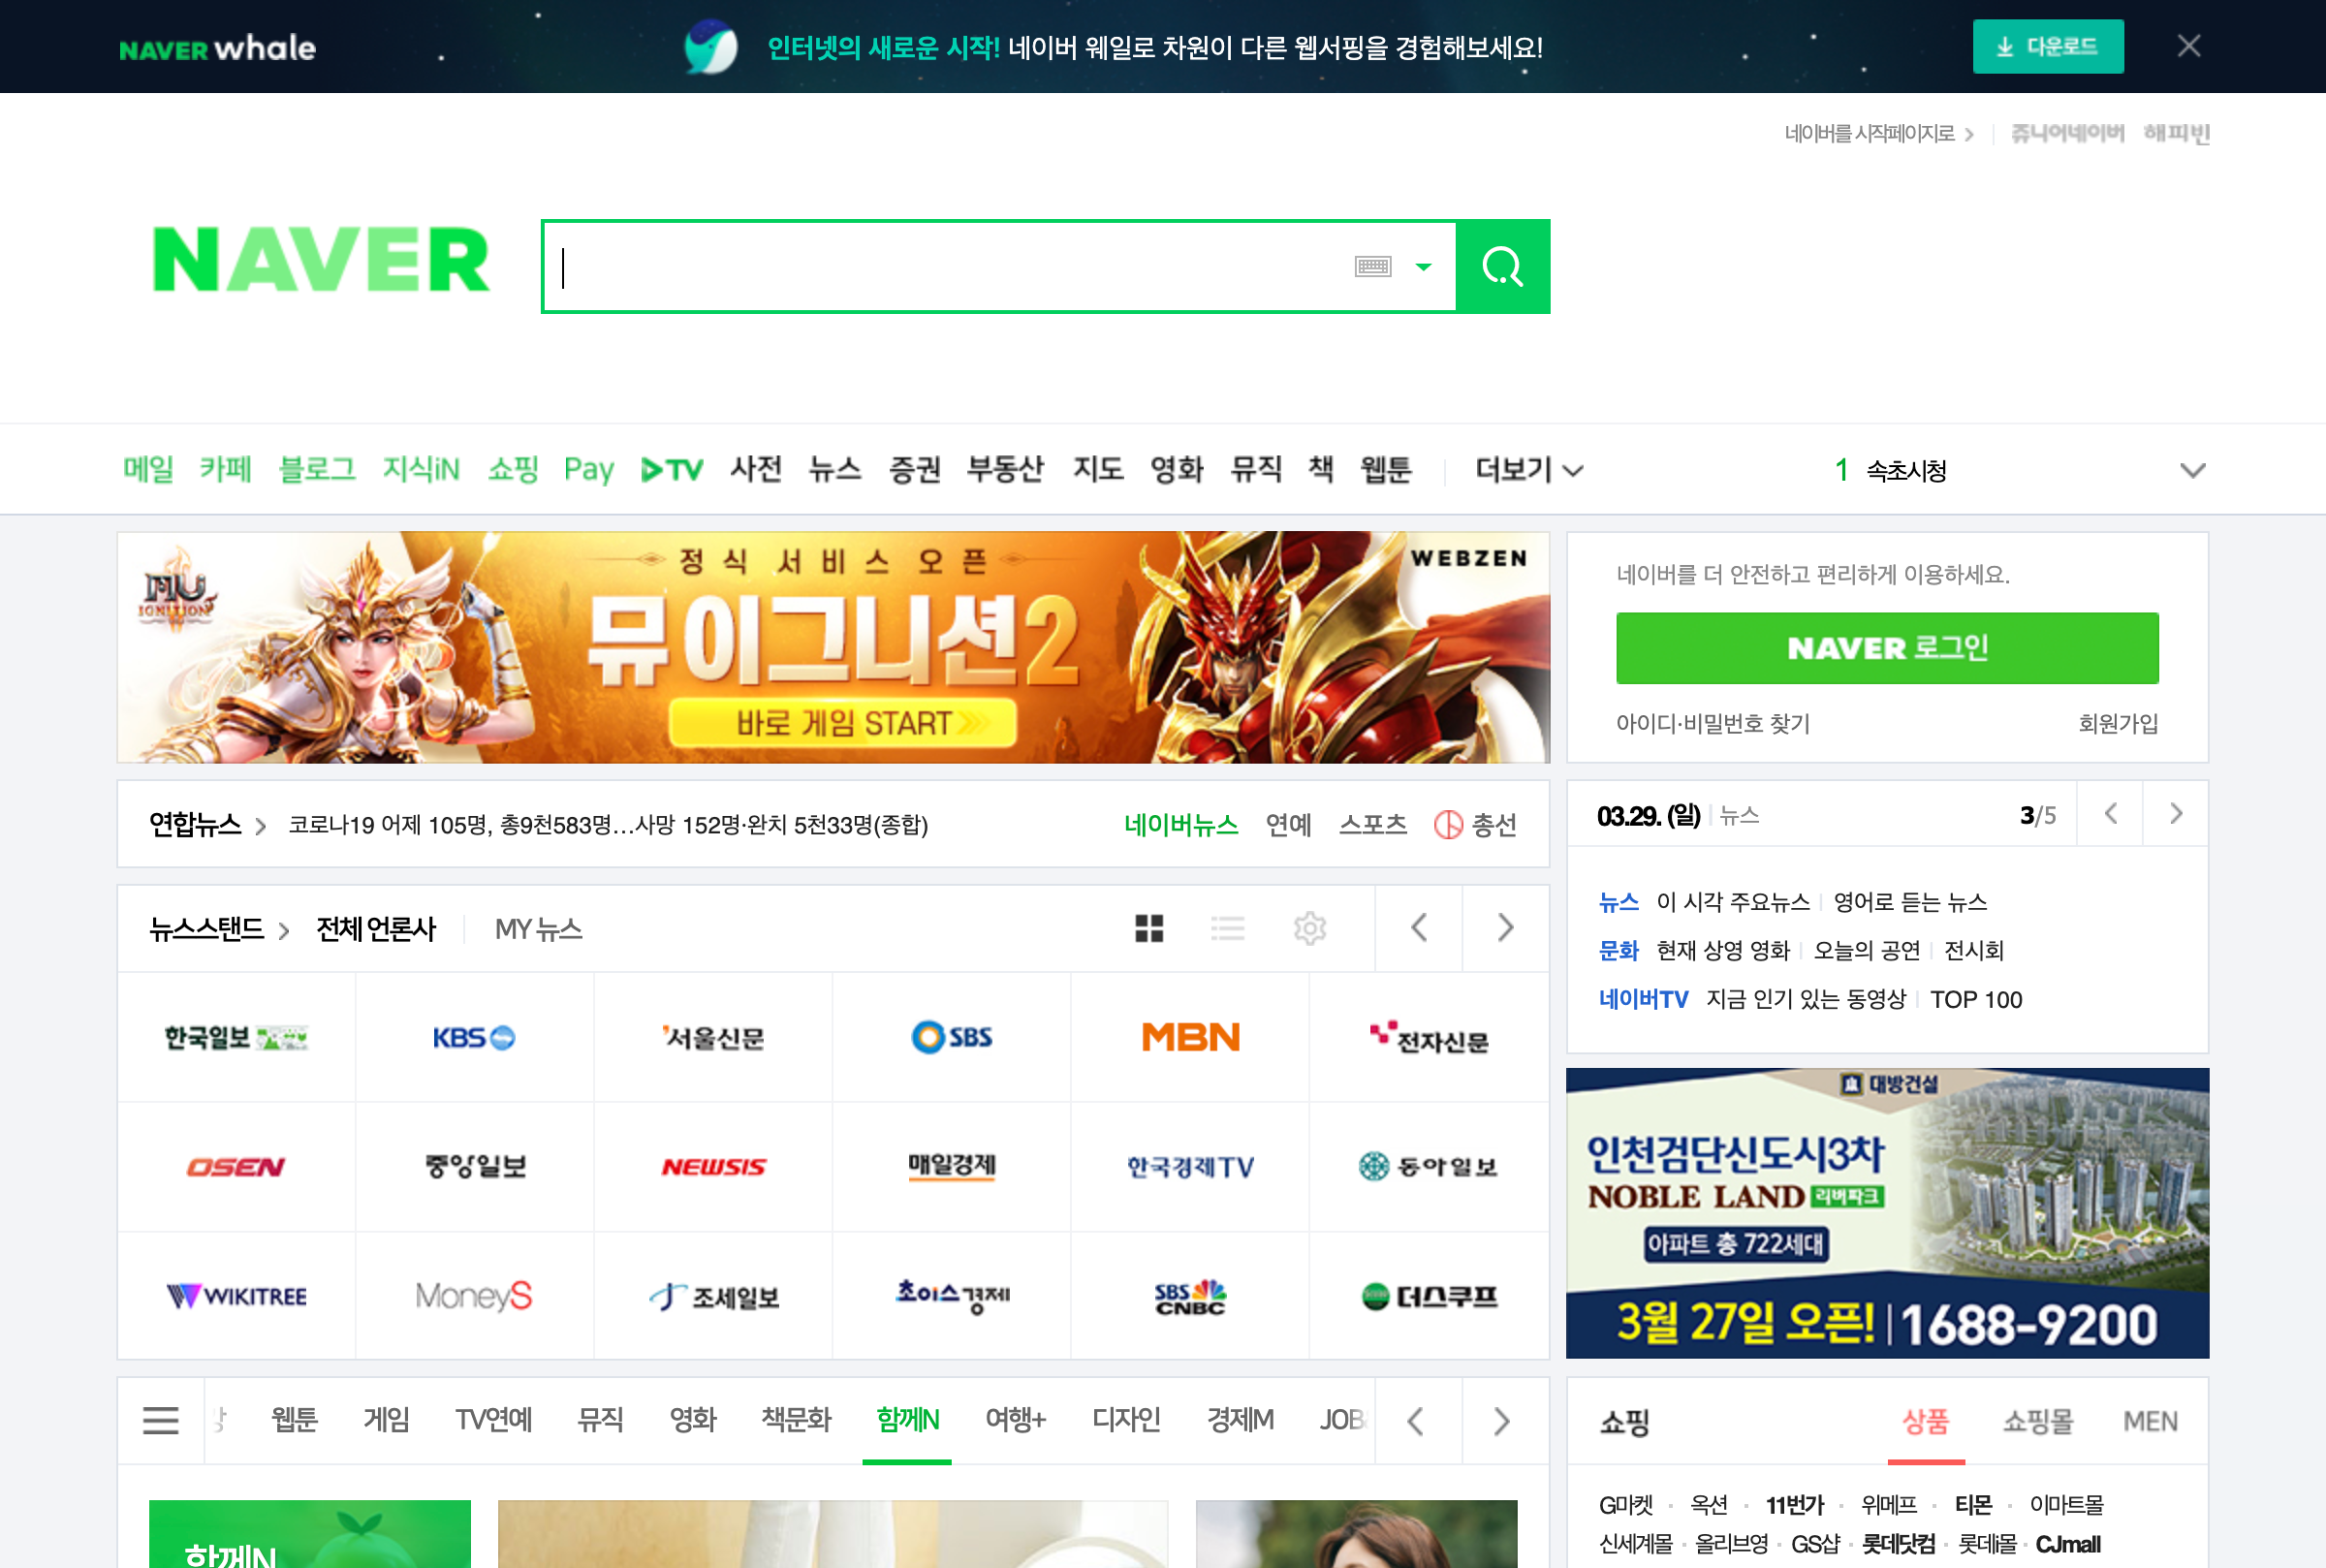 NAVER whale
인터넷의 새로운 시작! 네이버 웨일로 차원이 다른 웹서핑을 경험해보세요!
다운로드
네이버를 시작페이지로
쥬니어네이버 해피빈
NAVER
메일 카페 블로그 지식iN 쇼핑 Pay TV 사전 뉴스 증권 부동산 지도 영화 뮤직 책 웹툰 더보기
1 속초시청
MU
IGNITION
정식 서비스 오픈
WEBZEN
뮤 이그니션2
바로 게임 START
네이버를 더 안전하고 편리하게 이용하세요.
NAVER 로그인
아이디·비밀번호 찾기 회원가입
연합뉴스 코로나19 어제 105명, 총9천583명…사망 152명·완치 5천33명(종합)
네이버뉴스 연예 스포츠 총선
03.29. (일) 뉴스 3/5
뉴스 이 시각 주요뉴스 영어로 듣는 뉴스
문화 현재 상영 영화 오늘의 공연 전시회
네이버TV 지금 인기 있는 동영상 TOP 100
뉴스스탠드 전체 언론사 MY 뉴스
한국일보 KBS 서울신문 SBS MBN 전자신문
OSEN 중앙일보 NEWSIS 매일경제 한국경제TV 동아일보
WIKITREE MoneyS 조세일보 초이스경제 SBS CNBC 더스쿠프
대방건설
인천검단신도시3차
NOBLE LAND 리버파크
아파트 총 722세대
3월 27일 오픈! 1688-9200
웹툰 게임 TV연예 뮤직 영화 책문화 함께N 여행+ 디자인 경제M JOB
쇼핑 상품 쇼핑몰 MEN
G마켓 · 옥션 · 11번가 · 위메프 · 티몬 · 이마트몰
신세계몰 · 올리브영 · GS샵 · 롯데닷컴 · 롯데i몰 · CJmall
함께N